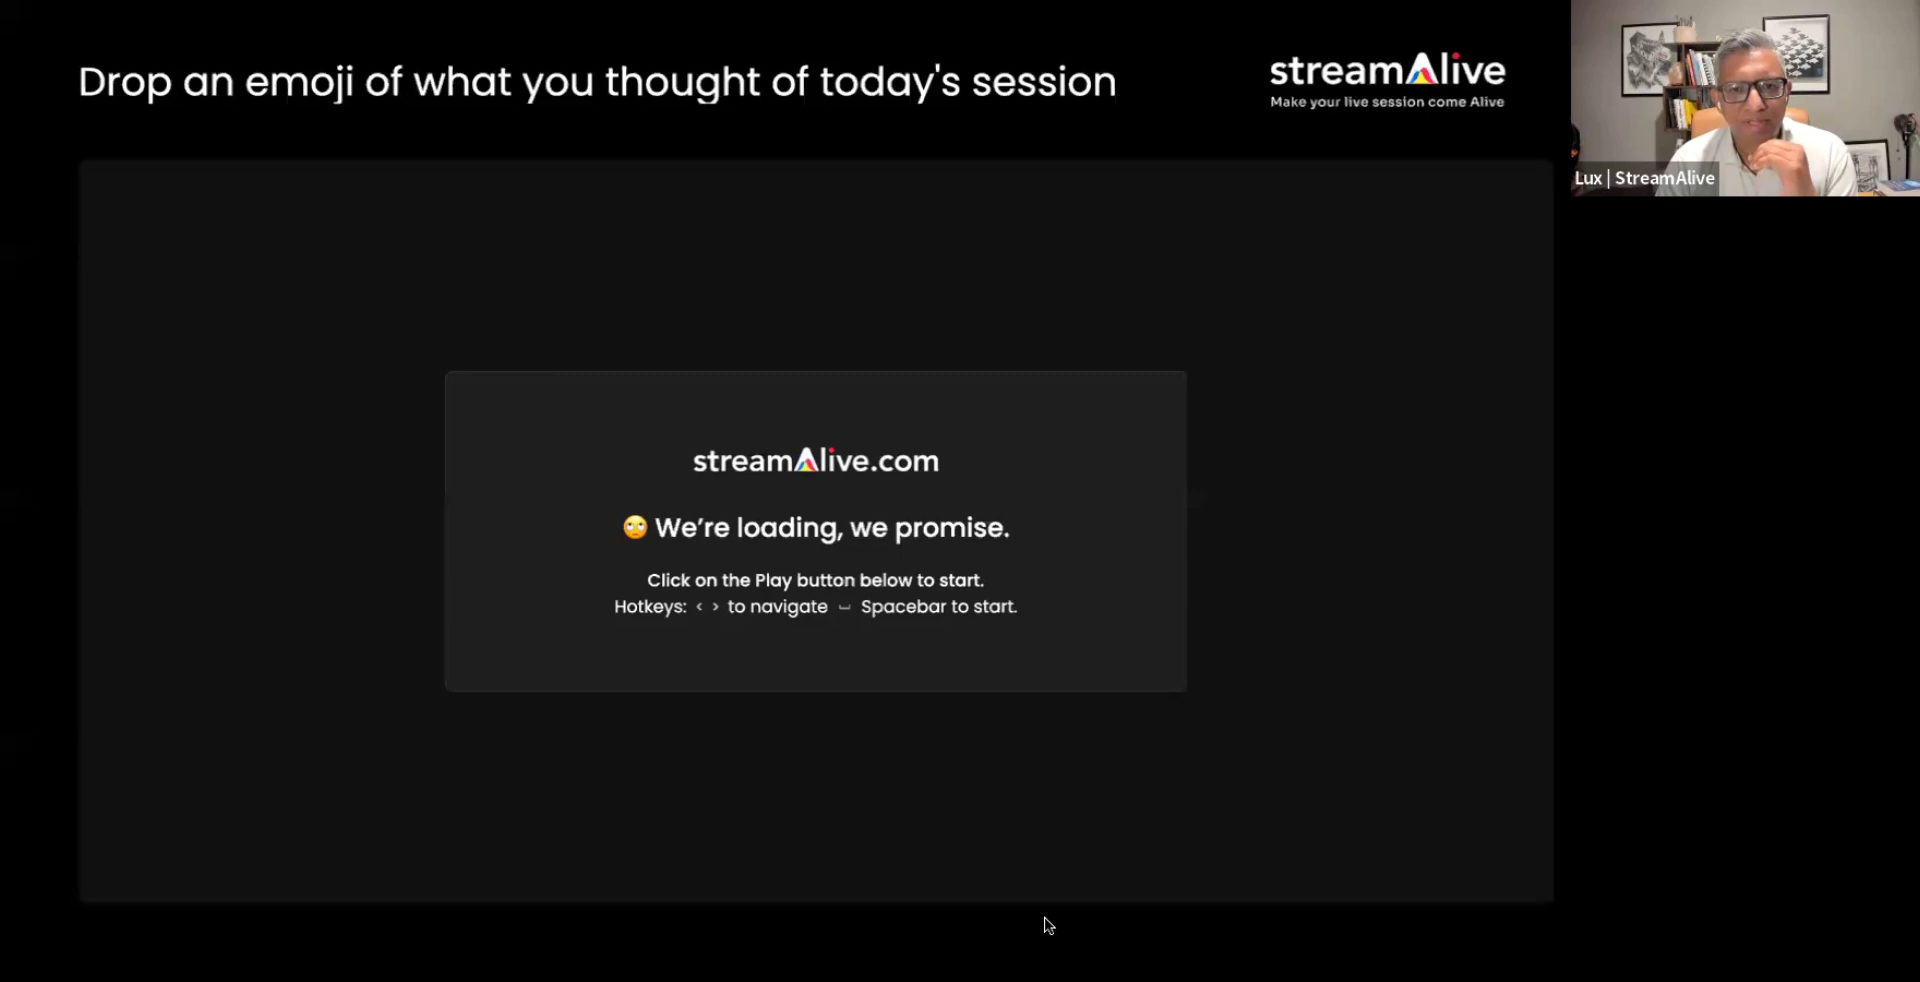 Drop an emoji of what you thought of today's session
streamAlive
Make your live session come Alive
Lux | StreamAlive
streamAlive.com
🙄 We’re loading, we promise.
Click on the Play button below to start.
Hotkeys: ‹ › to navigate ⎵ Spacebar to start.